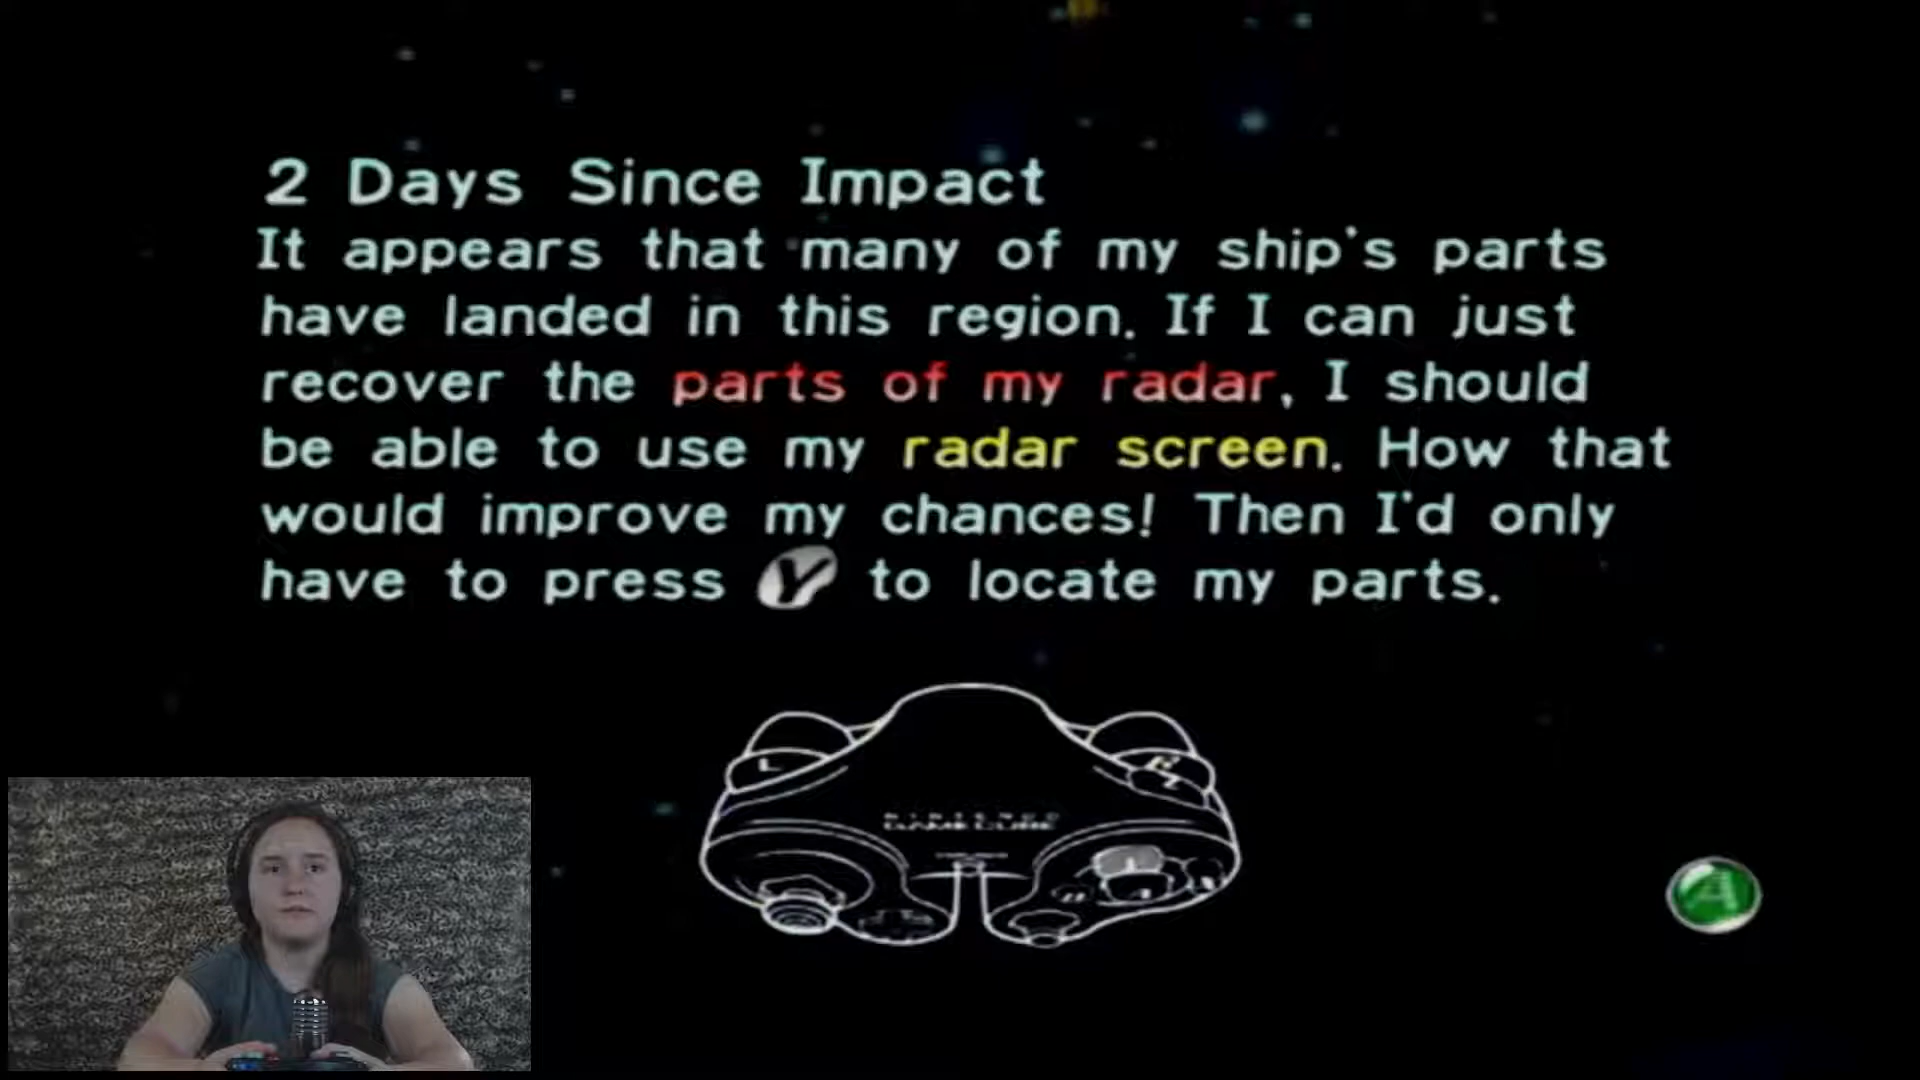 2 Days Since Impact
It appears that many of my ship's parts
have landed in this region. If I can just
recover the parts of my radar, I should
be able to use my radar screen. How that
would improve my chances! Then I'd only
have to press Y to locate my parts.
L
R
Z
NINTENDO
GAMECUBE
A